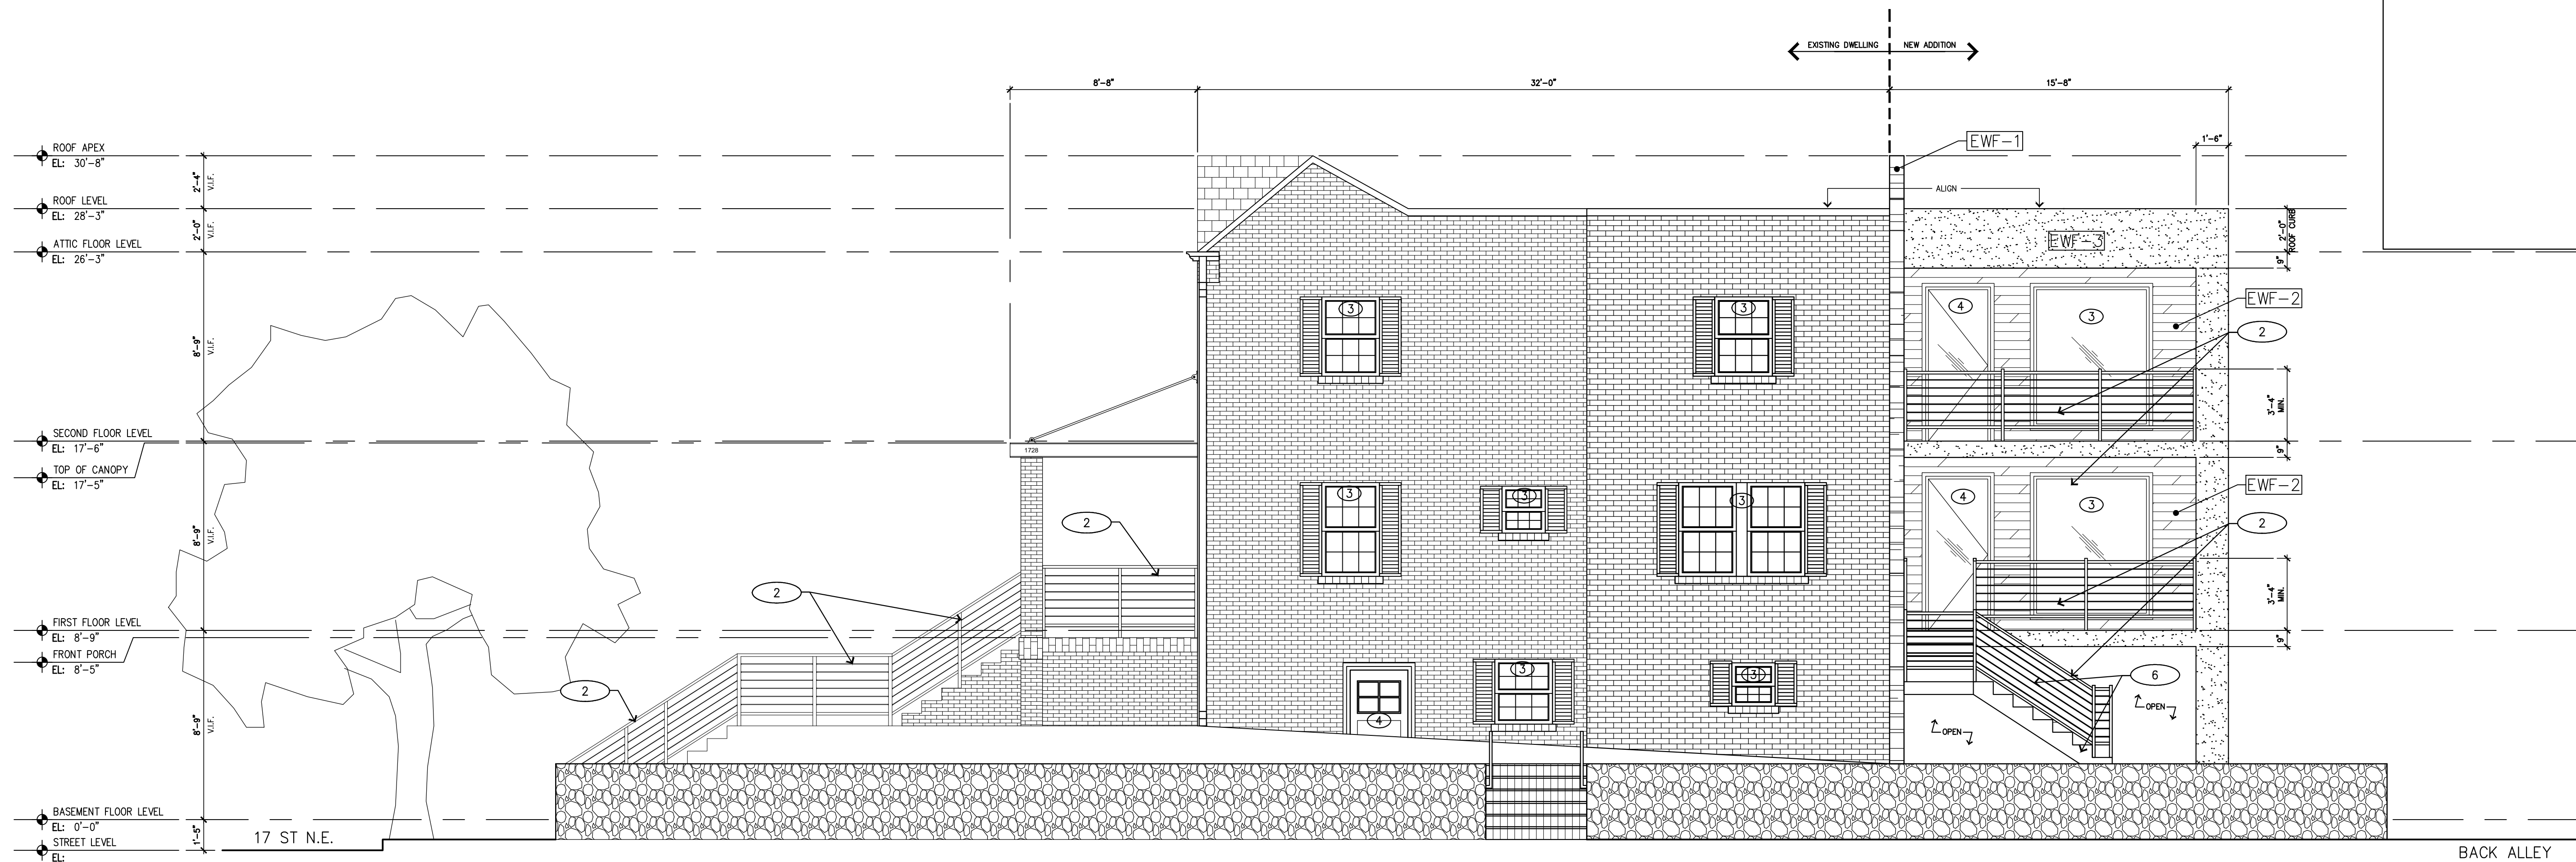 EXISTING DWELLING
NEW ADDITION
8'-8"
32'-0"
15'-8"
1'-6"
EWF-1
ALIGN
ROOF APEX
EL: 30'-8"
2'-4"
V.I.F.
ROOF LEVEL
EL: 28'-3"
2'-0"
V.I.F.
ATTIC FLOOR LEVEL
EL: 26'-3"
EWF-3
2'-0"
ROOF CURB
9"
EWF-2
2
3
3
4
3
8'-9"
V.I.F.
3'-4"
MIN.
SECOND FLOOR LEVEL
EL: 17'-6"
TOP OF CANOPY
EL: 17'-5"
1728
9"
EWF-2
2
3
3
3
4
3
2
8'-9"
V.I.F.
2
3'-4"
MIN.
FIRST FLOOR LEVEL
EL: 8'-9"
FRONT PORCH
EL: 8'-5"
9"
2
3
3
6
4
OPEN
OPEN
8'-9"
V.I.F.
BASEMENT FLOOR LEVEL
EL: 0'-0"
1'-5"
STREET LEVEL
EL:
17 ST N.E.
BACK ALLEY